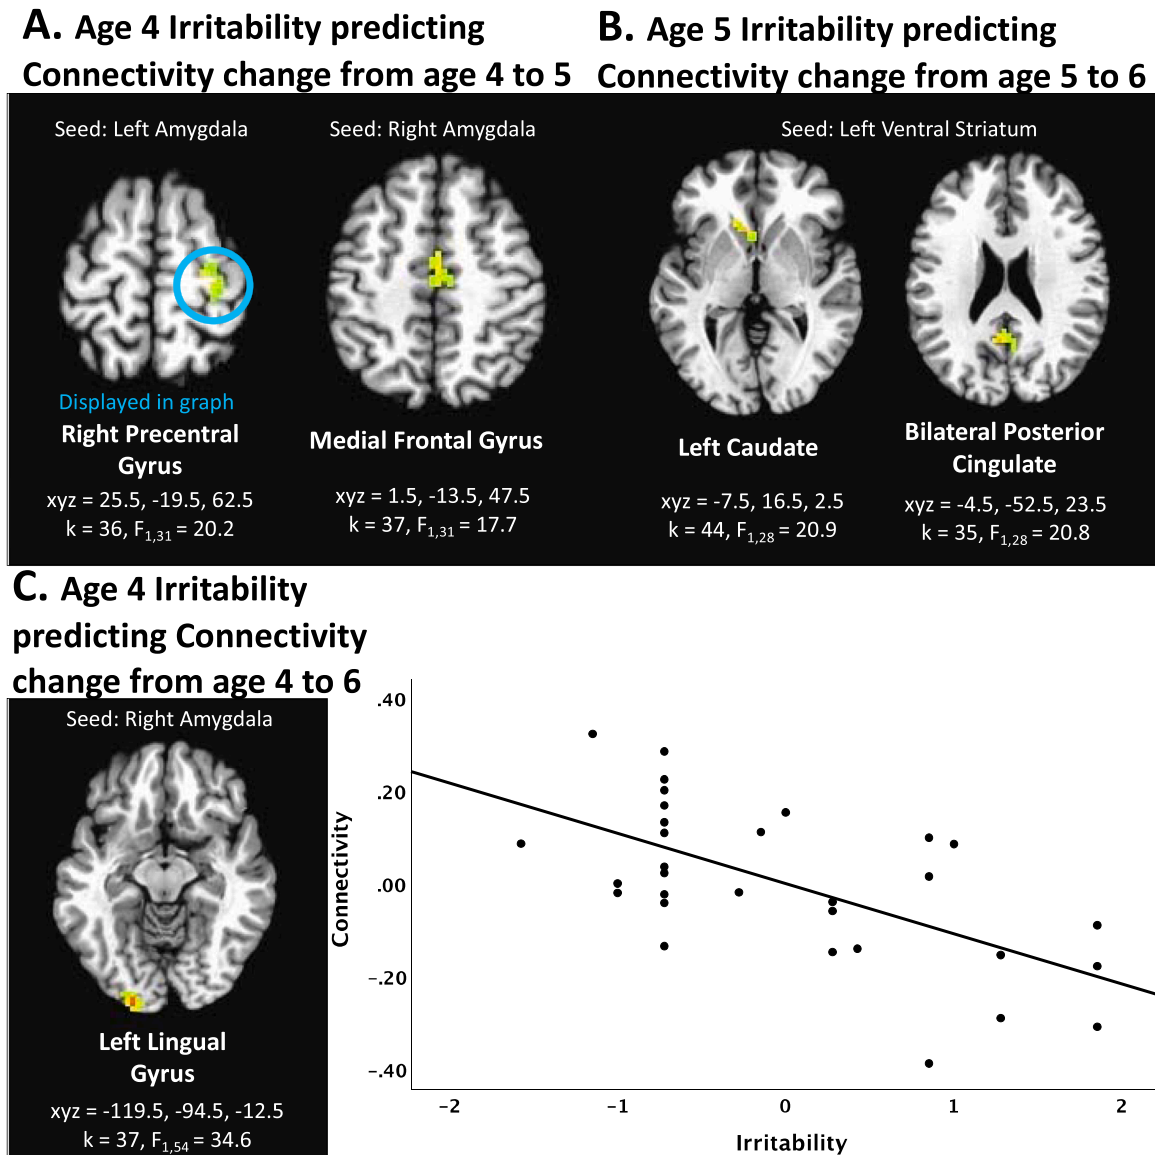 A. Age 4 Irritability predicting
Connectivity change from age 4 to 5
B. Age 5 Irritability predicting
Connectivity change from age 5 to 6
Seed: Left Amygdala
Seed: Right Amygdala
Seed: Left Ventral Striatum
Displayed in graph
Right Precentral
Gyrus
xyz = 25.5, -19.5, 62.5
k = 36, F1,31 = 20.2
Medial Frontal Gyrus
xyz = 1.5, -13.5, 47.5
k = 37, F1,31 = 17.7
Left Caudate
xyz = -7.5, 16.5, 2.5
k = 44, F1,28 = 20.9
Bilateral Posterior
Cingulate
xyz = -4.5, -52.5, 23.5
k = 35, F1,28 = 20.8
C. Age 4 Irritability
predicting Connectivity
change from age 4 to 6
Seed: Right Amygdala
Left Lingual
Gyrus
xyz = -119.5, -94.5, -12.5
k = 37, F1,54 = 34.6
Connectivity
.40
.20
.00
-.20
-.40
-2
-1
0
1
2
Irritability